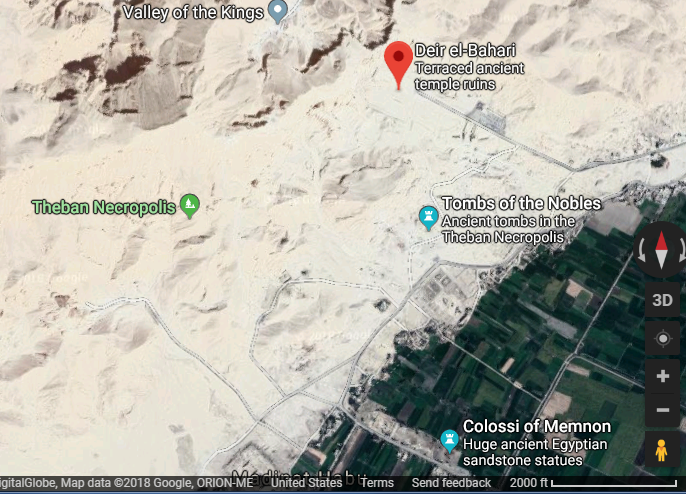 Valley of the Kings
Deir el-Bahari
Terraced ancient
temple ruins
Theban Necropolis
Tombs of the Nobles
Ancient tombs in the
Theban Necropolis
3D
Colossi of Memnon
Huge ancient Egyptian
sandstone statues
Medinet Habu
igitalGlobe, Map data ©2018 Google, ORION-ME United States Terms Send feedback 2000 ft